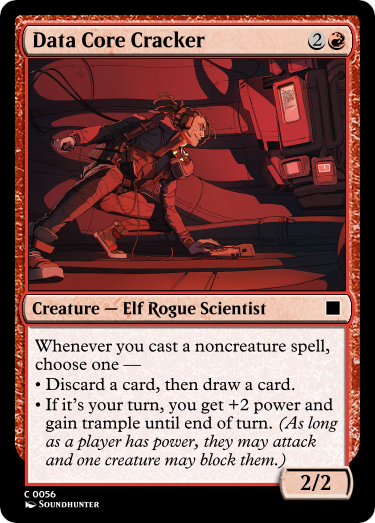 Data Core Cracker 2
Creature — Elf Rogue Scientist
Whenever you cast a noncreature spell,
choose one —
• Discard a card, then draw a card.
• If it's your turn, you get +2 power and
gain trample until end of turn. (As long
as a player has power, they may attack
and one creature may block them.)
2/2
C 0056
Soundhunter